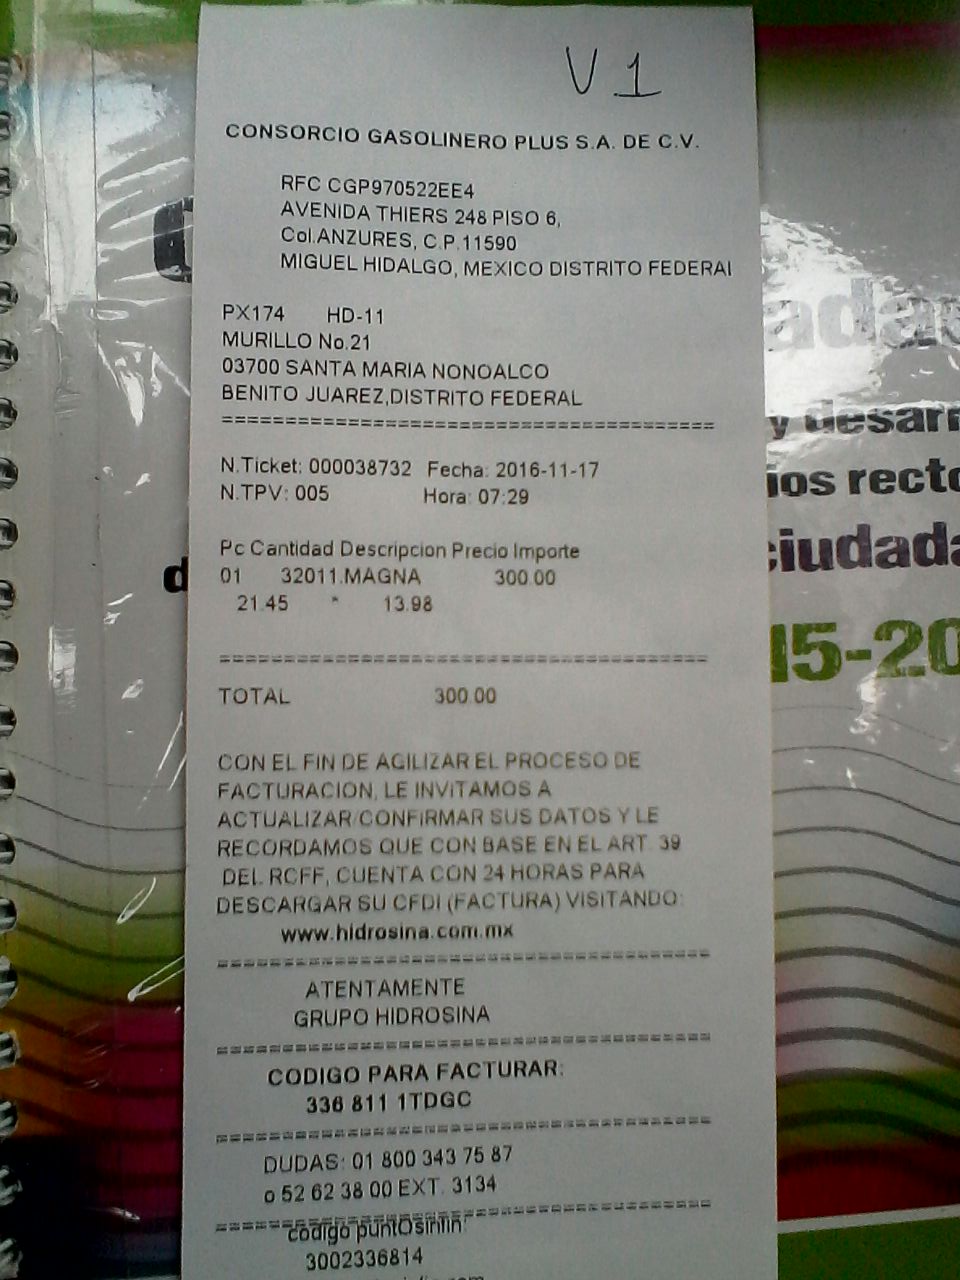 V 1
CONSORCIO GASOLINERO PLUS S.A. DE C.V.
RFC CGP970522EE4
AVENIDA THIERS 248 PISO 6,
Col.ANZURES, C.P.11590
MIGUEL HIDALGO, MEXICO DISTRITO FEDERAl
PX174 HD-11
MURILLO No.21
03700 SANTA MARIA NONOALCO
BENITO JUAREZ,DISTRITO FEDERAL
======================================
N.Ticket: 000038732 Fecha: 2016-11-17
N.TPV: 005 Hora: 07:29
Pc Cantidad Descripcion Precio Importe
01 32011.MAGNA 300.00
21.45 * 13.98
======================================
TOTAL 300.00
CON EL FIN DE AGILIZAR EL PROCESO DE
FACTURACION, LE INVITAMOS A
ACTUALIZAR/CONFIRMAR SUS DATOS Y LE
RECORDAMOS QUE CON BASE EN EL ART. 39
DEL RCFF, CUENTA CON 24 HORAS PARA
DESCARGAR SU CFDI (FACTURA) VISITANDO:
www.hidrosina.com.mx
======================================
ATENTAMENTE
GRUPO HIDROSINA
======================================
CODIGO PARA FACTURAR:
336 811 1TDGC
======================================
DUDAS: 01 800 343 75 87
o 52 62 38 00 EXT. 3134
======================================
codigo puntOsinfin:
3002336814
adas
y desarr
ios recto
ciudada
15-20
d